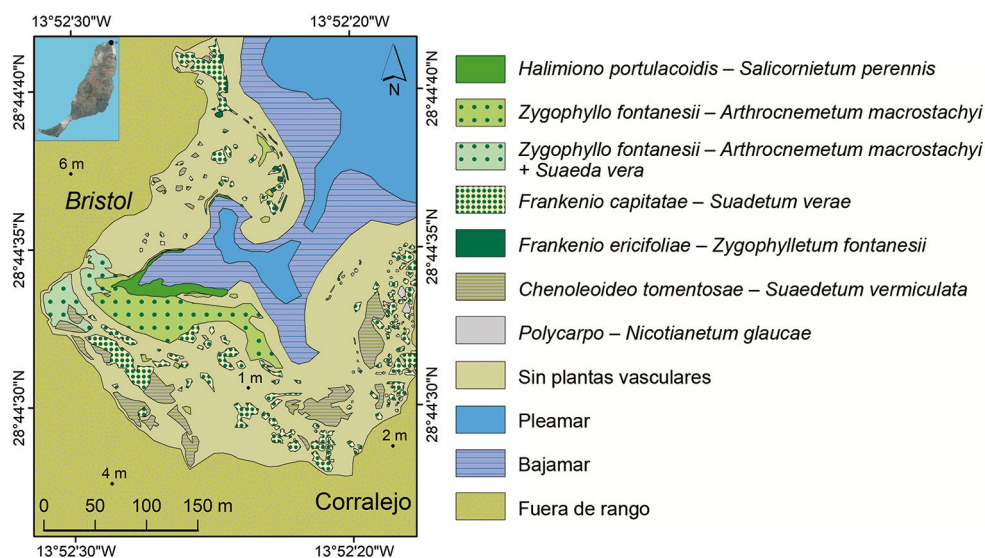 13°52'30"W
13°52'20"W
28°44'40"N
28°44'40"N
N
6 m
Bristol
28°44'35"N
28°44'35"N
1 m
28°44'30"N
28°44'30"N
2 m
4 m
0 50 100 150 m
Corralejo
13°52'30"W
13°52'20"W
Halimiono portulacoidis – Salicornietum perennis
Zygophyllo fontanesii – Arthrocnemetum macrostachyi
Zygophyllo fontanesii – Arthrocnemetum macrostachyi
+ Suaeda vera
Frankenio capitatae – Suadetum verae
Frankenio ericifoliae – Zygophylletum fontanesii
Chenoleoideo tomentosae – Suaedetum vermiculata
Polycarpo – Nicotianetum glaucae
Sin plantas vasculares
Pleamar
Bajamar
Fuera de rango